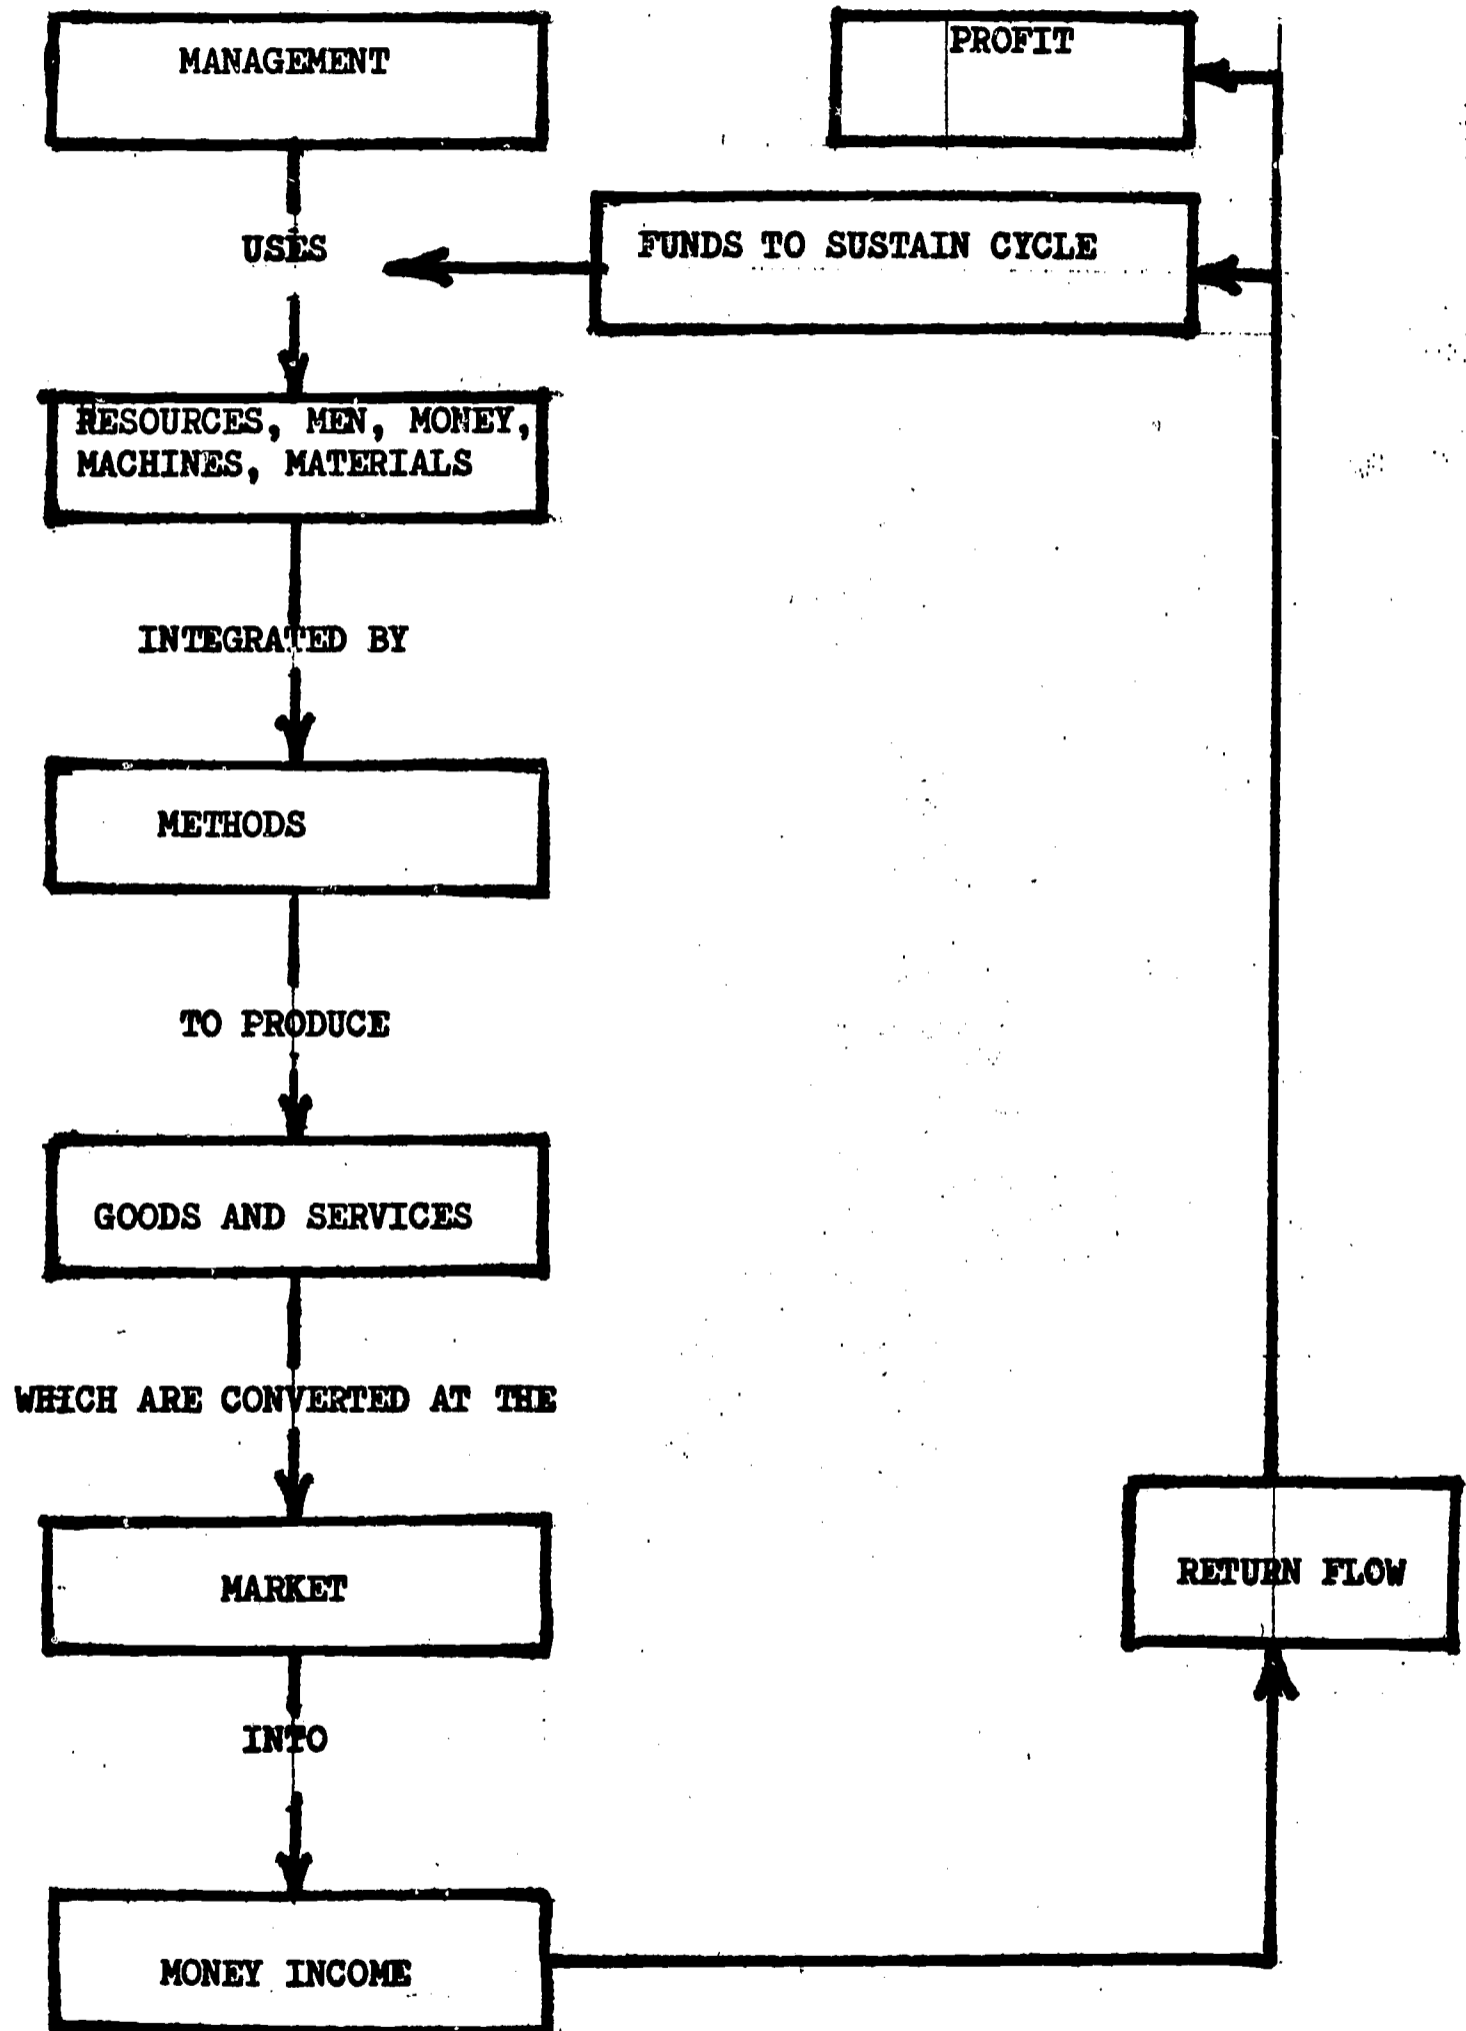 MANAGEMENT
PROFIT
USES
FUNDS TO SUSTAIN CYCLE
RESOURCES, MEN, MONEY,
MACHINES, MATERIALS
INTEGRATED BY
METHODS
TO PRODUCE
GOODS AND SERVICES
WHICH ARE CONVERTED AT THE
MARKET
RETURN FLOW
INTO
MONEY INCOME